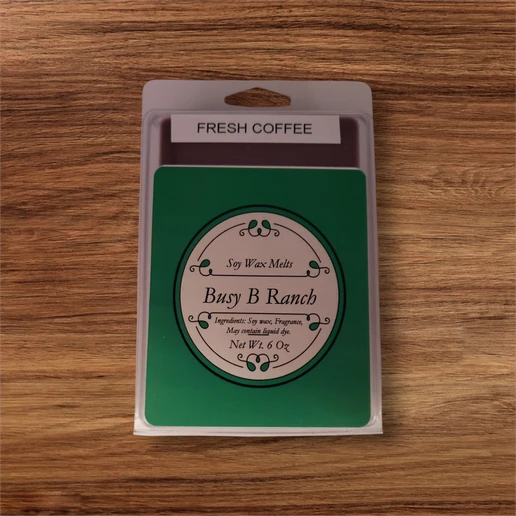 FRESH COFFEE
Soy Wax Melts
Busy B Ranch
Ingredients: Soy wax, Fragrance,
May contain liquid dye.
Net Wt. 6 Oz